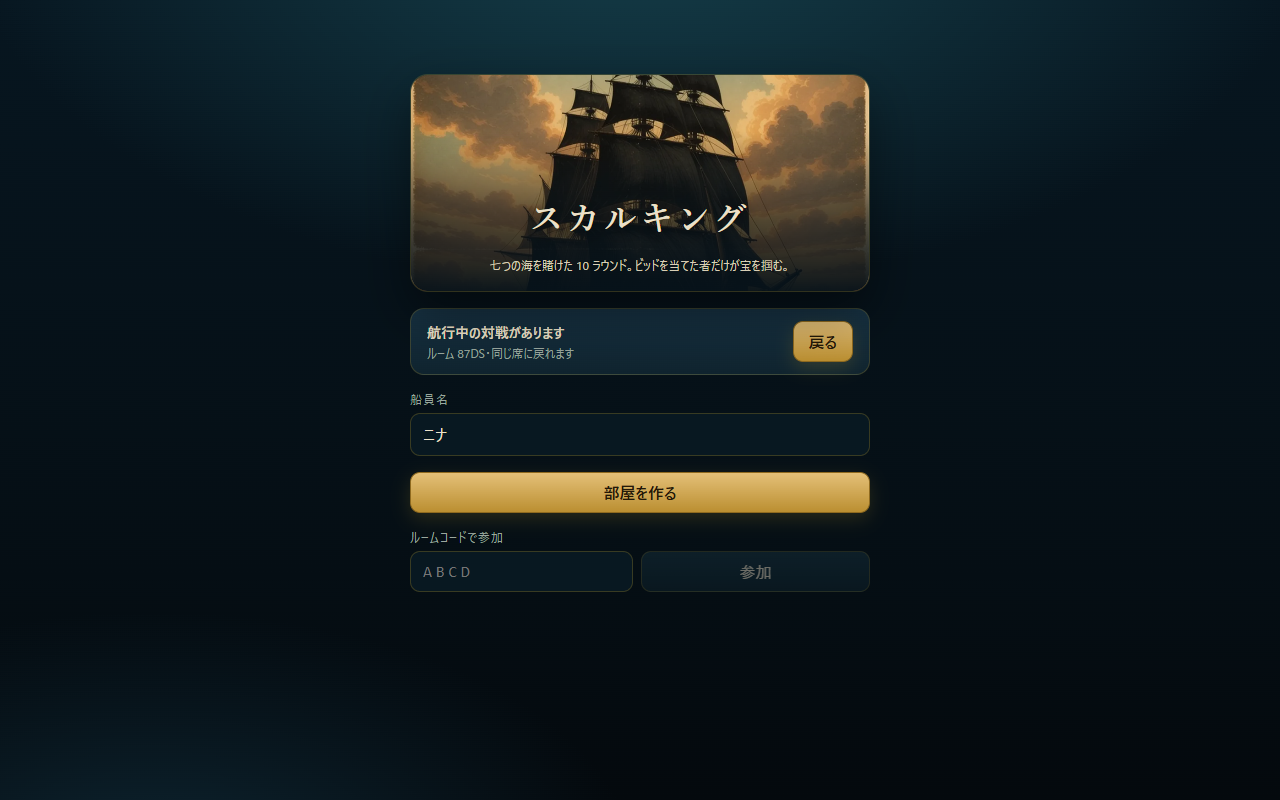 スカルキング
七つの海を賭けた 10 ラウンド。ビッドを当てた者だけが宝を掴む。
航行中の対戦があります
ルーム 87DS・同じ席に戻れます
戻る
船員名
ニナ
部屋を作る
ルームコードで参加
ABCD
参加